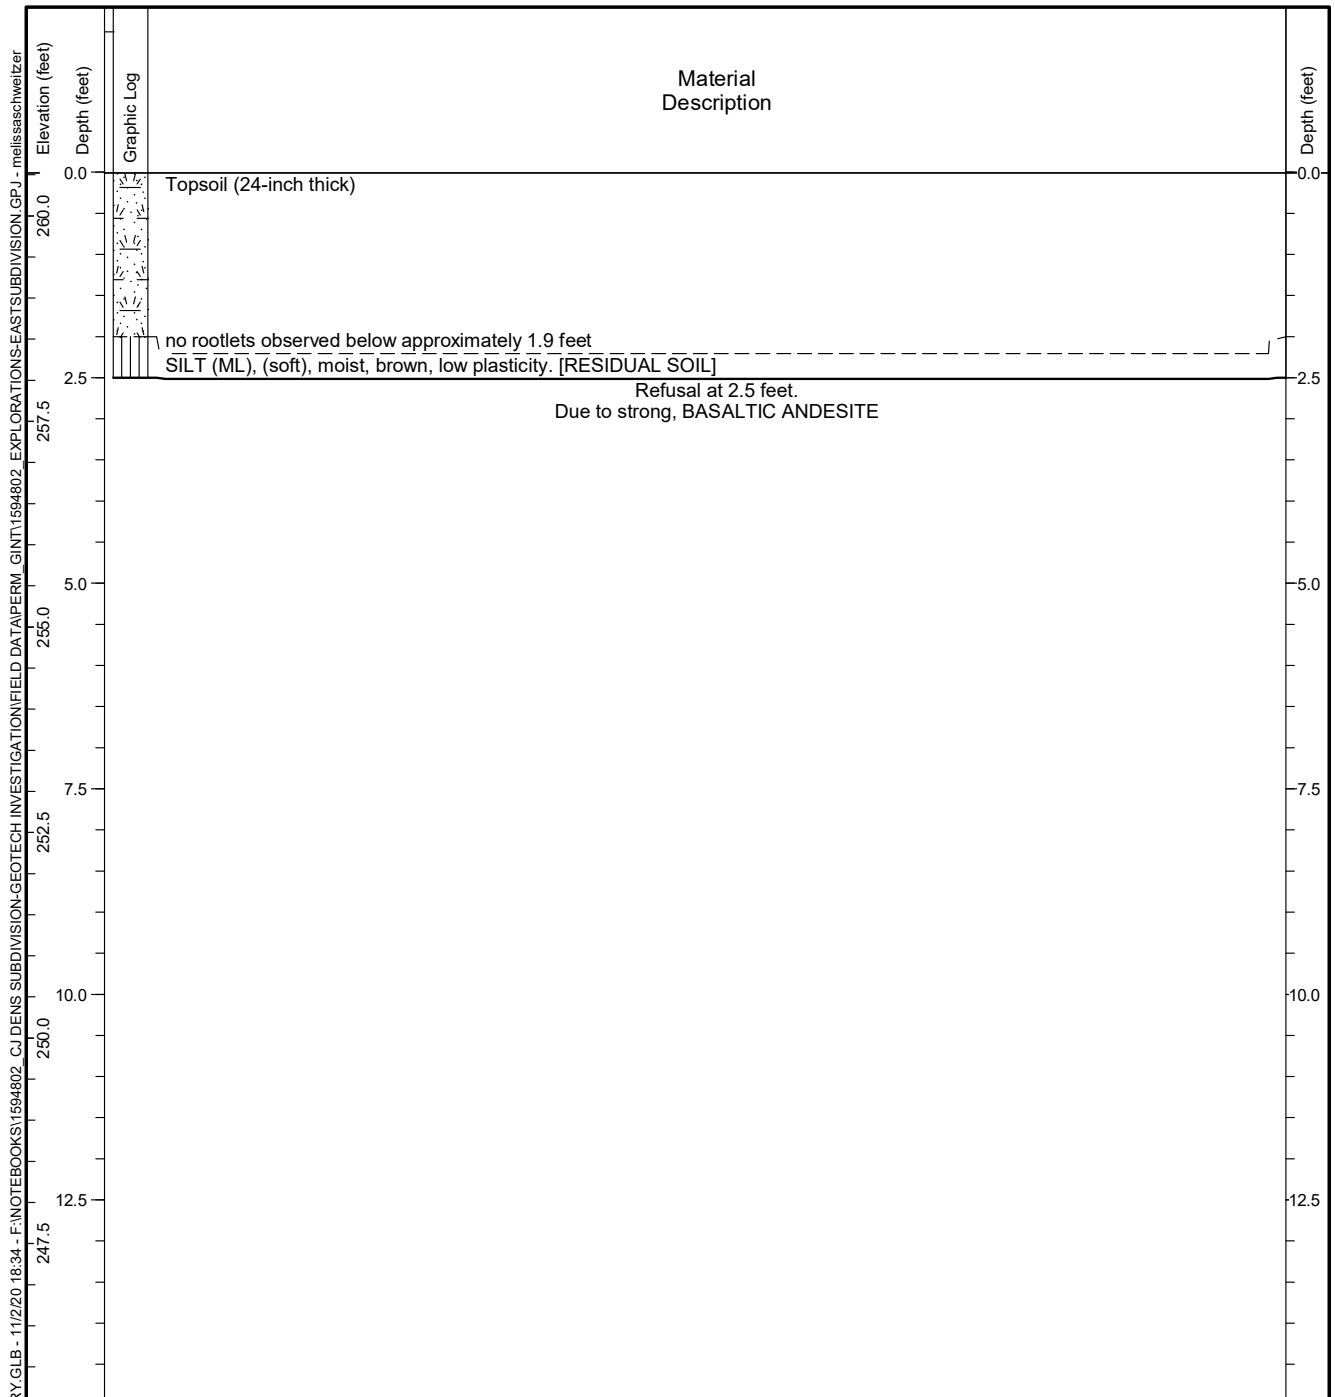 RY.GLB - 11/2/20 18:34 - F:\NOTEBOOKS\1594802_CJ DENS SUBDIVISION-GEOTECH INVESTIGATION\FIELD DATA\PERM_GINT\1594802_EXPLORATIONS-EASTSUBDIVISION.GPJ - melissaschweitzer
Elevation (feet)
Depth (feet)
Graphic Log
Material
Description
Depth (feet)
0.0
Topsoil (24-inch thick)
0.0
260.0
no rootlets observed below approximately 1.9 feet
SILT (ML), (soft), moist, brown, low plasticity. [RESIDUAL SOIL]
2.5
2.5
Refusal at 2.5 feet.
Due to strong, BASALTIC ANDESITE
257.5
5.0
5.0
255.0
7.5
7.5
252.5
10.0
10.0
250.0
12.5
12.5
247.5